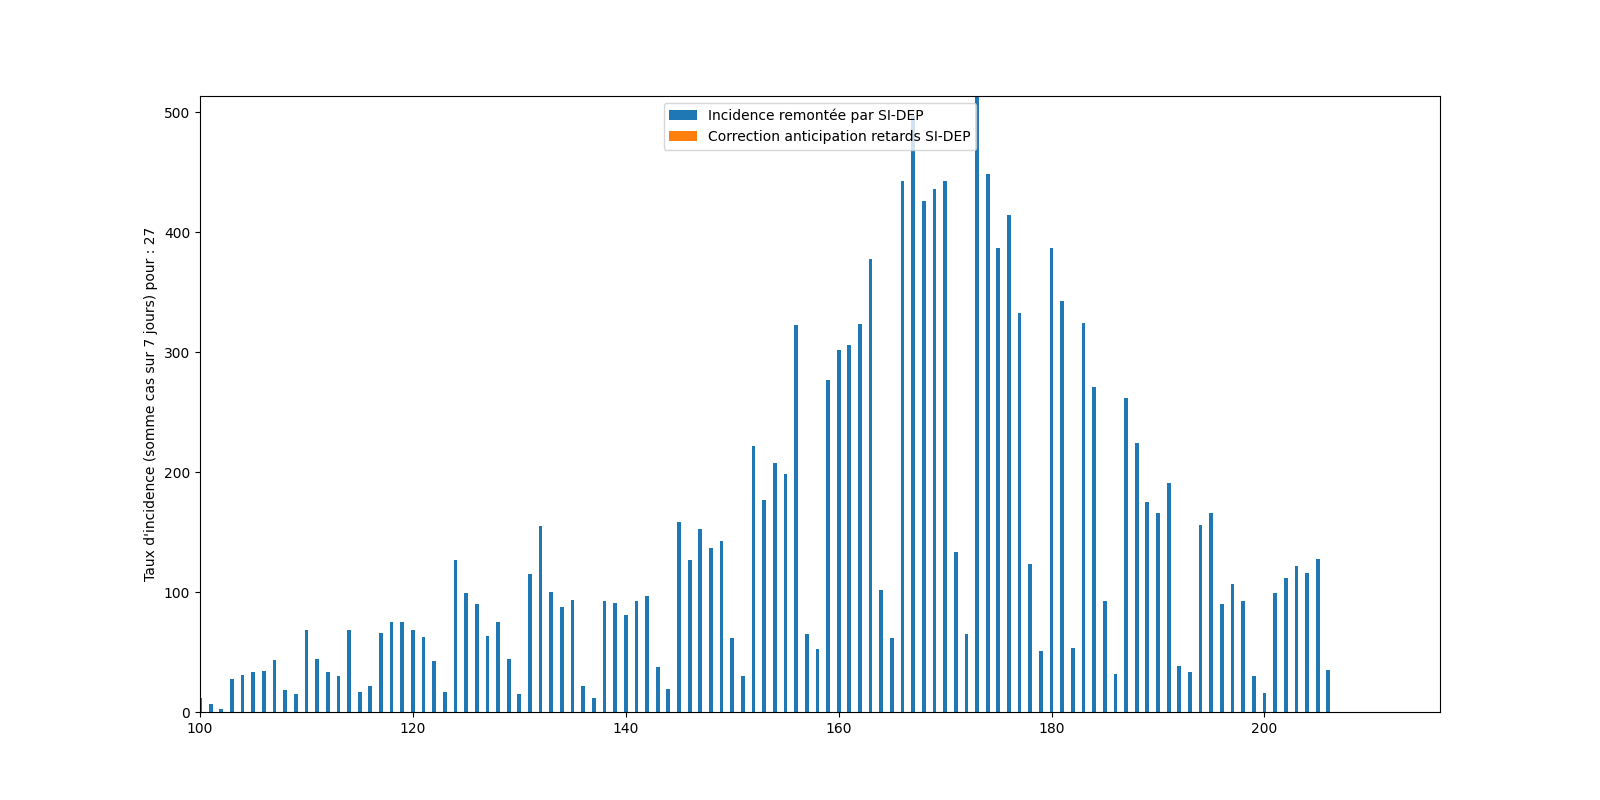 500
400
300
200
100
0
Taux d'incidence (somme cas sur 7 jours) pour : 27
Incidence remontée par SI-DEP
Correction anticipation retards SI-DEP
100 120 140 160 180 200